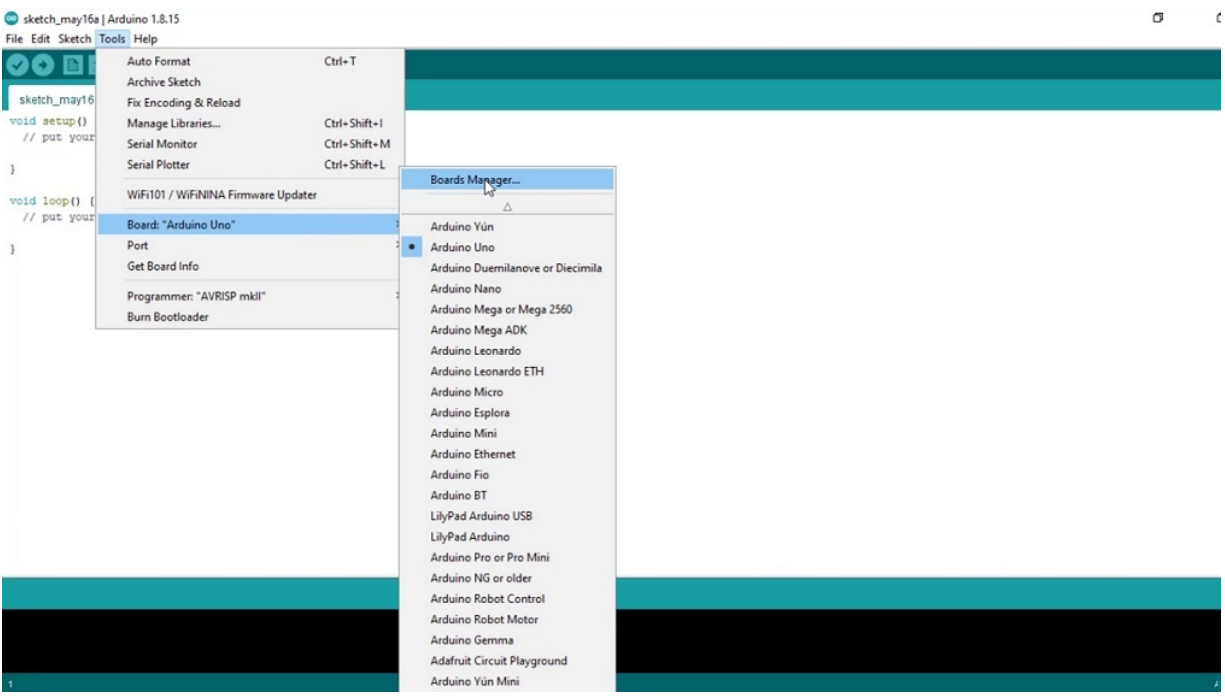 sketch_may16a | Arduino 1.8.15
File Edit Sketch Tools Help
sketch_may16
void setup()
// put your
}
void loop() {
// put your
}
Auto Format Ctrl+T
Archive Sketch
Fix Encoding & Reload
Manage Libraries... Ctrl+Shift+I
Serial Monitor Ctrl+Shift+M
Serial Plotter Ctrl+Shift+L
WiFi101 / WiFiNINA Firmware Updater
Board: "Arduino Uno"
Port
Get Board Info
Programmer: "AVRISP mkII"
Burn Bootloader
Boards Manager...
Arduino Yún
Arduino Uno
Arduino Duemilanove or Diecimila
Arduino Nano
Arduino Mega or Mega 2560
Arduino Mega ADK
Arduino Leonardo
Arduino Leonardo ETH
Arduino Micro
Arduino Esplora
Arduino Mini
Arduino Ethernet
Arduino Fio
Arduino BT
LilyPad Arduino USB
LilyPad Arduino
Arduino Pro or Pro Mini
Arduino NG or older
Arduino Robot Control
Arduino Robot Motor
Arduino Gemma
Adafruit Circuit Playground
Arduino Yún Mini
1